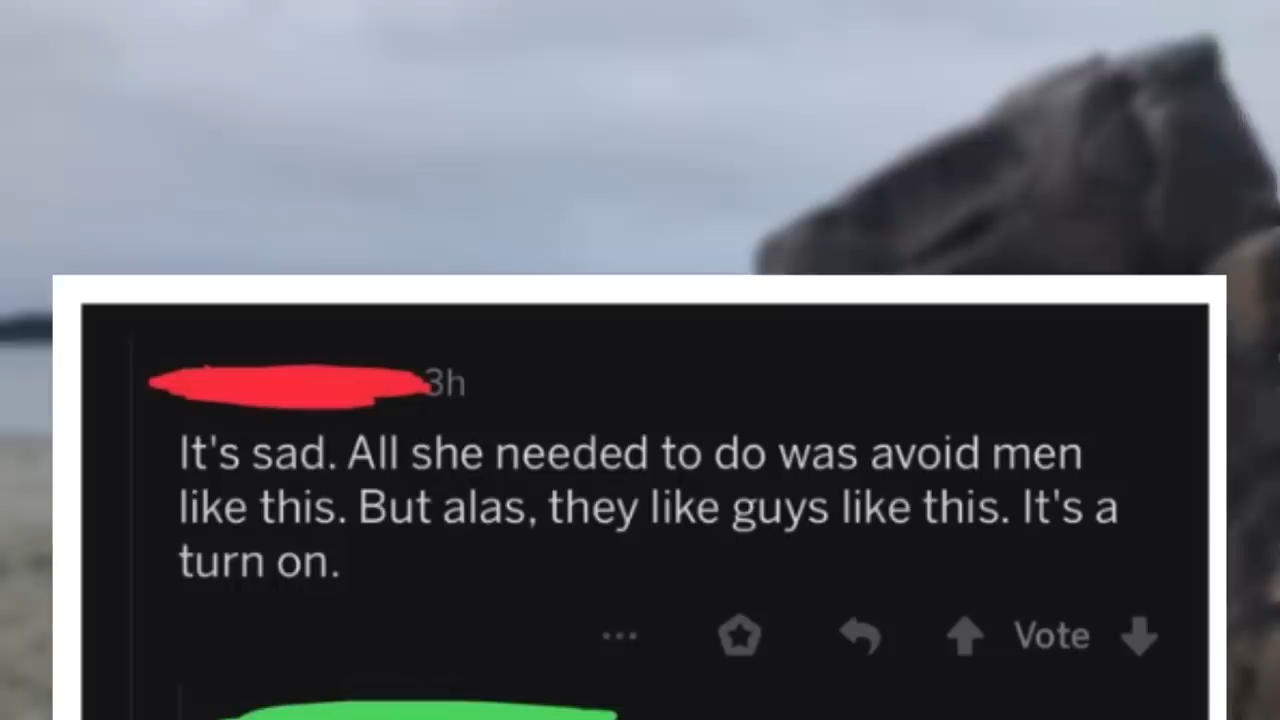 3h
It's sad. All she needed to do was avoid men
like this. But alas, they like guys like this. It's a
turn on.
Vote